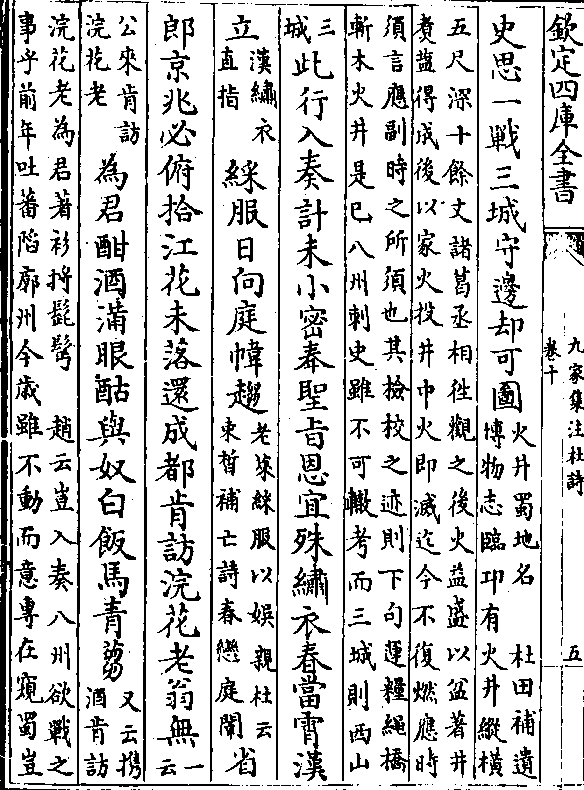 欽定四庫全書
九家集注杜詩
卷十
五
史思一戰三城守邊却可圖
火井蜀地名 杜田補遺
博物志臨邛有火井縱橫
五尺深十餘丈諸葛丞相徃觀之後火益盛以盆著井
煑盬得成後以家火投井中火即滅迄今不復燃應時
須言應副時之所須也其檢校之迹則下句運糧繩橋
斬木火井是巳八州刺史雖不可轍考而三城則西山
三
城
此行入奏計未小密奉聖㫖恩宜殊繡衣春當霄漢
立
漢繡衣
直指
綵服日向庭幃趨
老萊綵服以娛親杜云
束晳補亡詩春戀庭闈
省
郎京兆必俯拾江花未落還成都肯訪浣花老翁無
一
云
公來肯訪
浣花老
為君酤酒滿眼酤與奴白飯馬青蒭
又云携
酒肯訪
浣花老為君著衫捋髭鬚 趙云豈入奏八州欲戰之
事乎前年吐蕃陷廓州今歳雖不動而意專在窺蜀豈